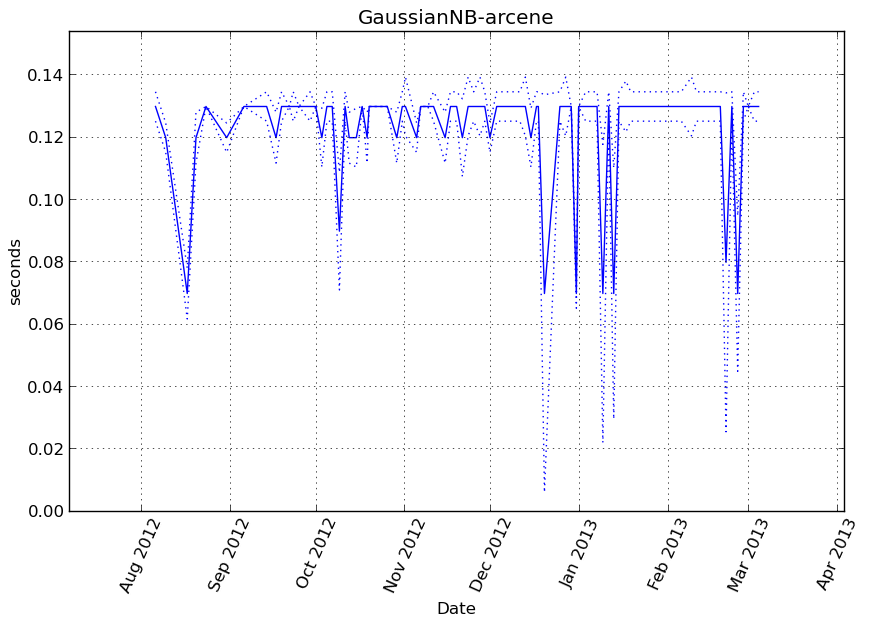 GaussianNB-arcene
0.14
0.12
0.10
0.08
0.06
0.04
0.02
0.00
seconds
Aug 2012
Sep 2012
Oct 2012
Nov 2012
Dec 2012
Jan 2013
Feb 2013
Mar 2013
Apr 2013
Date